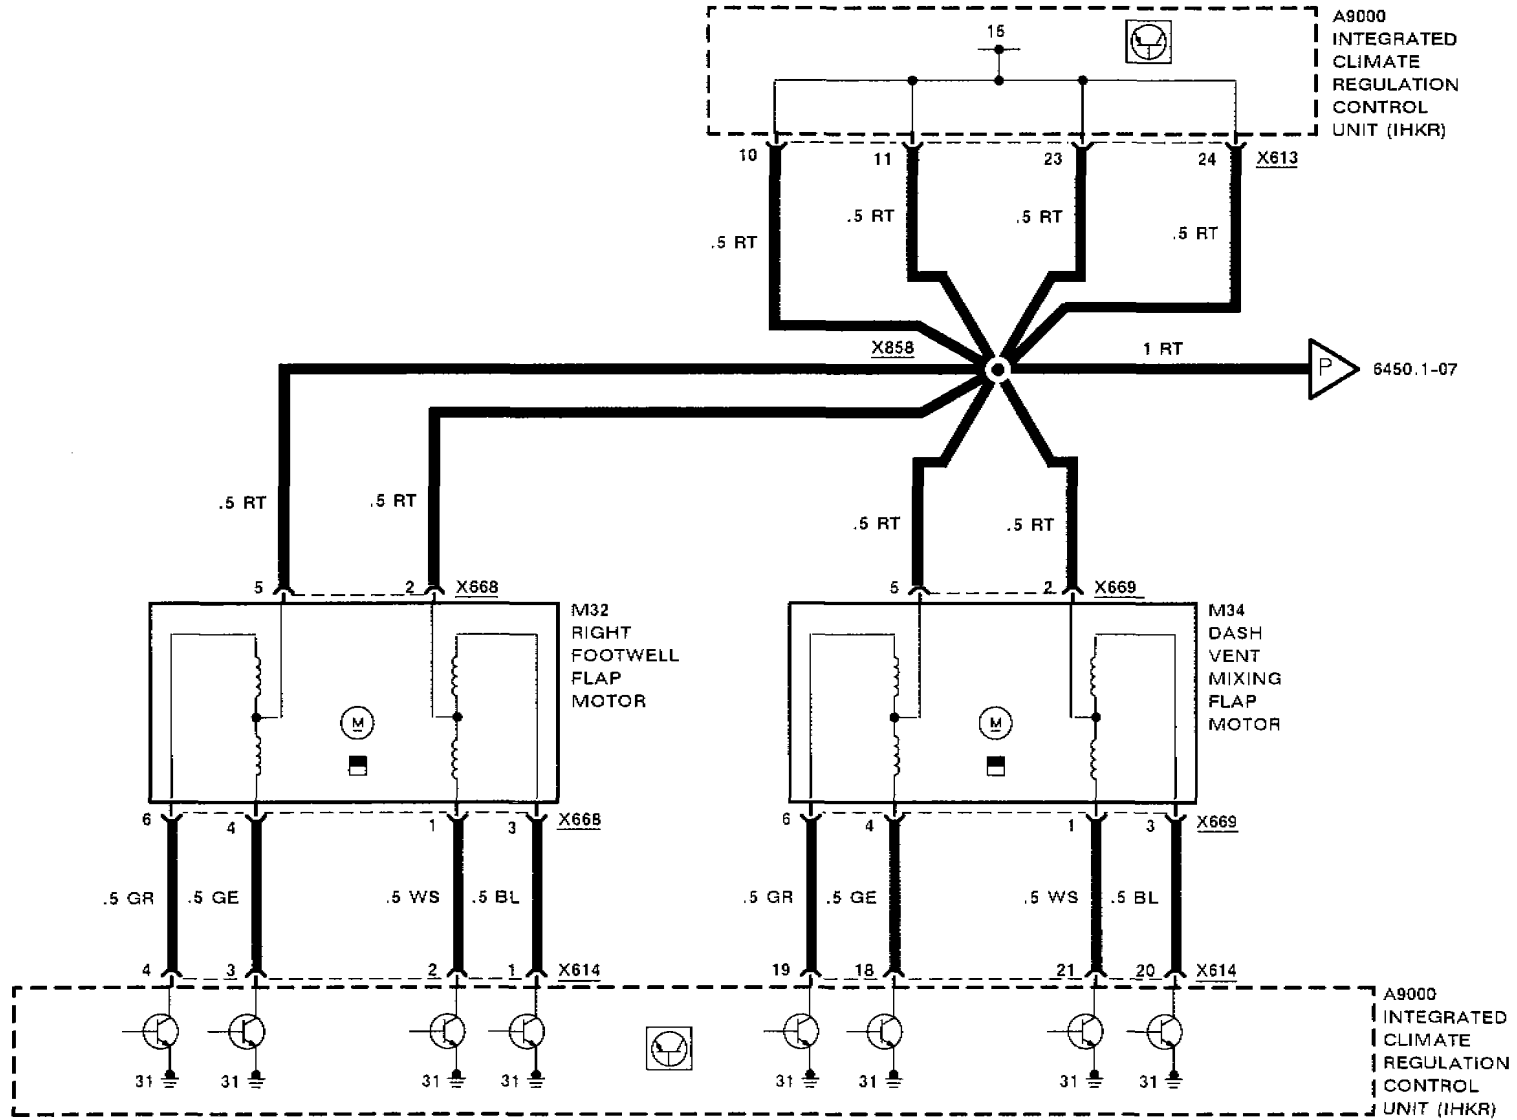 A9000
INTEGRATED
CLIMATE
REGULATION
CONTROL
UNIT (IHKR)
15
10 11 23 24 X613
.5 RT .5 RT .5 RT .5 RT
X858 1 RT P 6450.1-07
.5 RT .5 RT .5 RT .5 RT
5 2 X668 5 2 X669
M32
RIGHT
FOOTWELL
FLAP
MOTOR
M
M34
DASH
VENT
MIXING
FLAP
MOTOR
M
6 4 1 3 X668 6 4 1 3 X669
.5 GR .5 GE .5 WS .5 BL .5 GR .5 GE .5 WS .5 BL
4 3 2 1 X614 19 18 21 20 X614
31 31 31 31 31 31 31 31
A9000
INTEGRATED
CLIMATE
REGULATION
CONTROL
UNIT (IHKR)